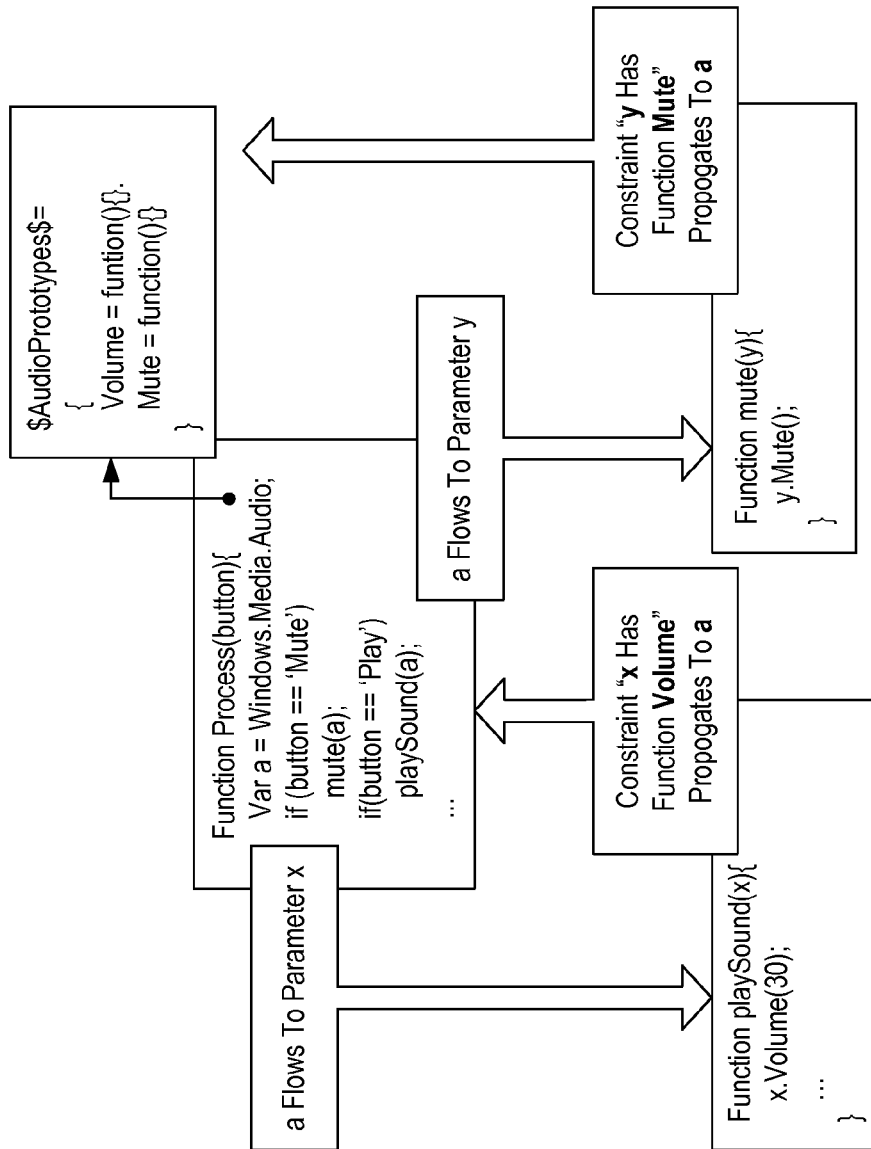 $AudioPrototypes$=
{
Volume = funtion(){}.
Mute = function(){}
}
Function Process(button){
Var a = Windows.Media.Audio;
if (button == ‘Mute’)
mute(a);
if(button == ‘Play’)
playSound(a);
...
a Flows To Parameter x
a Flows To Parameter y
Constraint “x Has
Function Volume”
Propogates To a
Constraint “y Has
Function Mute”
Propogates To a
Function playSound(x){
x.Volume(30);
...
}
Function mute(y){
y.Mute();
}